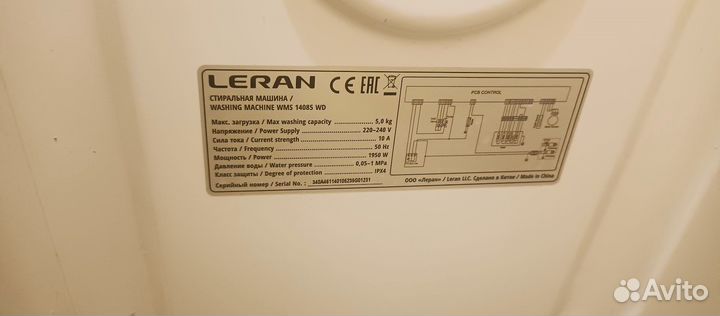 LERAN CE EAC
СТИРАЛЬНАЯ МАШИНА /
WASHING MACHINE WMS 14085 WD
Макс. загрузка / Max washing capacity 5,0 kg
Напряжение / Power Supply 220–240 V
Сила тока / Current strength 10 A
Частота / Frequency 50 Hz
Мощность / Power 1950 W
Давление воды / Water pressure 0,05–1 MPa
Класс защиты / Degree of protection IPX4
Серийный номер / Serial No.:
PCB CONTROL
ООО «Леран» / Leran LLC. Сделано в Китае / Made in China
Avito